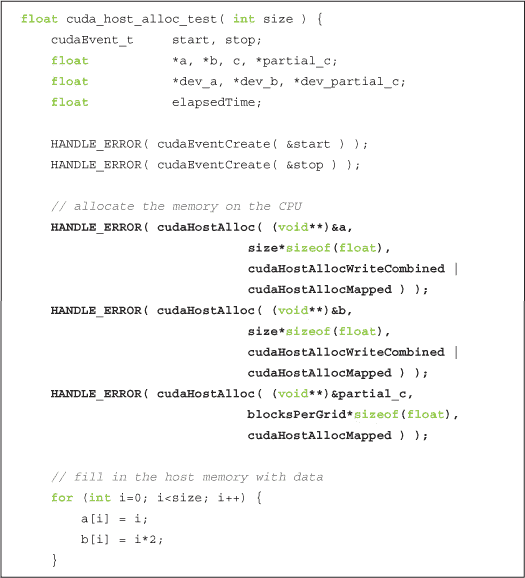 float cuda_host_alloc_test( int size ) {
    cudaEvent_t     start, stop;
    float           *a, *b, c, *partial_c;
    float           *dev_a, *dev_b, *dev_partial_c;
    float           elapsedTime;

    HANDLE_ERROR( cudaEventCreate( &start ) );
    HANDLE_ERROR( cudaEventCreate( &stop ) );

    // allocate the memory on the CPU
    HANDLE_ERROR( cudaHostAlloc( (void**)&a,
                              size*sizeof(float),
                              cudaHostAllocWriteCombined |
                              cudaHostAllocMapped ) );
    HANDLE_ERROR( cudaHostAlloc( (void**)&b,
                              size*sizeof(float),
                              cudaHostAllocWriteCombined |
                              cudaHostAllocMapped ) );
    HANDLE_ERROR( cudaHostAlloc( (void**)&partial_c,
                              blocksPerGrid*sizeof(float),
                              cudaHostAllocMapped ) );

    // fill in the host memory with data
    for (int i=0; i<size; i++) {
        a[i] = i;
        b[i] = i*2;
    }